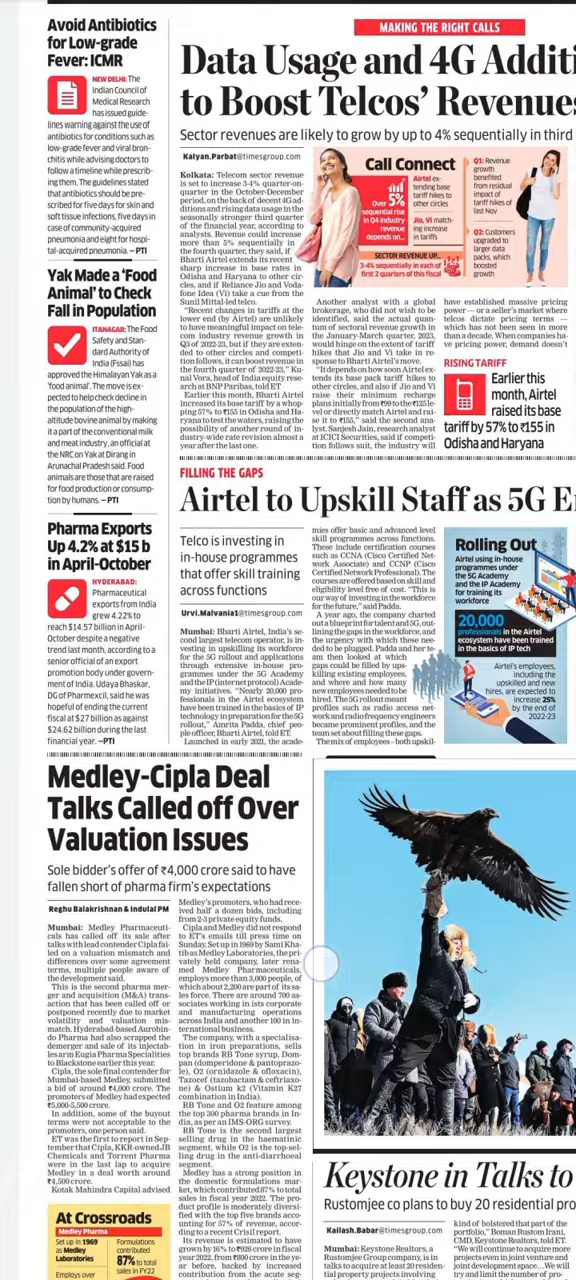 Avoid Antibiotics
for Low-grade
Fever: ICMR
NEW DELHI: The
Indian Council of
Medical Research
has issued guide-
lines warning against the use of
antibiotics for conditions such as
low-grade fever and viral bron-
chitis while advising doctors to
follow a timeline while prescrib-
ing them. The guidelines stated
that antibiotics should be pre-
scribed for five days for skin and
soft tissue infections, five days in
case of community-acquired
pneumonia and eight for hospi-
tal-acquired pneumonia. – PTI
Yak Made a ‘Food
Animal’ to Check
Fall in Population
ITANAGAR: The Food
Safety and Stan-
dard Authority of
India (Fssai) has
approved the Himalayan Yak as a
‘food animal’. The move is ex-
pected to help check decline in
the population of the high-
altitude bovine animal by making
it a part of the conventional milk
and meat industry, an official at
the NRC on Yak at Dirang in
Arunachal Pradesh said. Food
animals are those that are raised
for food production or consump-
tion by humans. – PTI
Pharma Exports
Up 4.2% at $15 b
in April-October
HYDERABAD:
Pharmaceutical
exports from India
grew 4.22% to
reach $14.57 billion in April-
October despite a negative
trend last month, according to a
senior official of an export
promotion body under govern-
ment of India. Udaya Bhaskar,
DG of Pharmexcil, said he was
hopeful of ending the current
fiscal at $27 billion as against
$24.62 billion during the last
financial year. –PTI
MAKING THE RIGHT CALLS
Data Usage and 4G Additi
to Boost Telcos’ Revenues
Sector revenues are likely to grow by up to 4% sequentially in third
Kalyan.Parbat@timesgroup.com
Kolkata: Telecom sector revenue
is set to increase 3-4% quarter-on-
quarter in the October-December
period, on the back of decent 4G ad-
ditions and rising data usage in the
seasonally stronger third quarter
of the financial year, according to
analysts. Revenue could increase
more than 5% sequentially in
the fourth quarter, they said, if
Bharti Airtel extends its recent
sharp increase in base rates in
Odisha and Haryana to other cir-
cles, and if Reliance Jio and Voda-
fone Idea (Vi) take a cue from the
Sunil Mittal-led telco.
“Recent changes in tariffs at the
lower end (by Airtel) are unlikely
to have meaningful impact on tele-
com industry revenue growth in
Q3 of 2022-23, but if they are exten-
ded to other circles and competi-
tion follows, it can boost revenue in
the fourth quarter of 2022-23,” Ku-
nal Vora, head of India equity rese-
arch at BNP Paribas, told ET
Earlier this month, Bharti Airtel
increased its base tariff by a whop-
ping 57% to ₹155 in Odisha and Ha-
ryana to test the waters, raising the
possibility of another round of in-
dustry-wide rate revision almost a
year after the last one.
Call Connect
Over
5%
sequential rise
in Q4 industry
revenue
depends on...
Airtel ex-
tending base
tariff hikes to
other circles
Jio, Vi match-
ing increase
in tariffs
SECTOR REVENUE UP...
3-4% sequentially in each of
first 2 quarters of this fiscal
Q1: Revenue
growth
benefited
from residual
impact of
tariff hikes of
last Nov
Q2: Customers
upgraded to
larger data
packs, which
boosted
growth
Another analyst with a global
brokerage, who did not wish to be
identified, said the actual quan-
tum of sectoral revenue growth in
the January-March quarter, 2023,
would hinge on the extent of tariff
hikes that Jio and Vi take in re-
sponse to Bharti Airtel’s move.
“It depends on how soon Airtel ex-
tends its base pack tariff hikes to
other circles, and also if Jio and Vi
raise their minimum recharge
plans initially from ₹99 to the ₹125 le-
vel or directly match Airtel and rai-
se it to ₹155,” said the second ana-
lyst. Sanjesh Jain, research analyst
at ICICI Securities, said if competi-
tion follows suit, the industry will
have established massive pricing
power — or a seller’s market where
telcos dictate pricing terms —
which has not been seen in more
than a decade. When companies ha-
ve pricing power, demand doesn’t
RISING TARIFF
Earlier this
month, Airtel
raised its base
tariff by 57% to ₹155 in
Odisha and Haryana
FILLING THE GAPS
Airtel to Upskill Staff as 5G E
Telco is investing in
in-house programmes
that offer skill training
across functions
Urvi.Malvania1@timesgroup.com
Mumbai: Bharti Airtel, India’s se-
cond largest telecom operator, is in-
vesting in upskilling its workforce
for the 5G rollout and applications
through extensive in-house pro-
grammes under the 5G Academy
and the IP (internet protocol) Acade-
my initiatives. “Nearly 20,000 pro-
fessionals in the Airtel ecosystem
have been trained in the basics of IP
technology in preparation for the 5G
rollout,” Amrita Padda, chief peo-
ple officer, Bharti Airtel, told ET.
Launched in early 2021, the acade-
mies offer basic and advanced level
skill programmes across functions.
These include certification courses
such as CCNA (Cisco Certified Net-
work Associate) and CCNP (Cisco
Certified Network Professional). The
courses are offered based on skill and
eligibility level free of cost. “This is
our way of investing in the workforce
for the future,” said Padda.
A year ago, the company charted
out a blueprint for talent and 5G, out-
lining the gaps in the workforce, and
the urgency with which these nee-
ded to be plugged. Padda and her te-
am then looked at which
gaps could be filled by ups-
killing existing employees,
and where and how many
new employees needed to be
hired. The 5G rollout meant
profiles such as radio access net-
work and radio frequency engineers
became prominent profiles, and the
team set about filling these gaps.
The mix of employees – both upskil-
Rolling Out
Airtel using in-house
programmes under
the 5G Academy
and the IP Academy
for training its
workforce
20,000
professionals in the Airtel
ecosystem have been trained
in the basics of IP tech
Airtel’s employees,
including the
upskilled and new
hires, are expected to
increase 25%
by the end of
2022-23
Medley-Cipla Deal
Talks Called off Over
Valuation Issues
Sole bidder’s offer of ₹4,000 crore said to have
fallen short of pharma firm’s expectations
Reghu Balakrishnan & Indulal PM
Mumbai: Medley Pharmaceuti-
cals has called off its sale after
talks with lead contender Cipla fai-
led on a valuation mismatch and
differences over some agreement
terms, multiple people aware of
the development said.
This is the second pharma mer-
ger and acquisition (M&A) trans-
action that has been called off or
postponed recently due to market
volatility and valuation mis-
match. Hyderabad-based Aurobin-
do Pharma had also scrapped the
demerger and sale of its injectab-
les arm Eugia Pharma Specialities
to Blackstone earlier this year.
Cipla, the sole final contender for
Mumbai-based Medley, submitted
a bid of around ₹4,000 crore. The
promoters of Medley had expected
₹5,000-5,500 crore.
In addition, some of the buyout
terms were not acceptable to the
promoters, one person said.
ET was the first to report in Sep-
tember that Cipla, KKR-owned JB
Chemicals and Torrent Pharma
were in the last lap to acquire
Medley in a deal worth around
₹4,500 crore.
Kotak Mahindra Capital advised
At Crossroads
Medley Pharma
Set up in 1969
as Medley
Laboratories
Employs over
Formulations
contributed
87% to total
sales in FY22
Medley’s promoters, who had rece-
ived half a dozen bids, including
from 2-3 private equity funds.
Cipla and Medley did not respond
to ET’s emails till press time on
Sunday. Set up in 1969 by Sami Kha-
tib as Medley Laboratories, the pri-
vately held company, later rena-
med Medley Pharmaceuticals,
employs more than 3,000 people, of
which about 2,200 are part of its sa-
les force. There are around 700 as-
sociates working in ists corporate
and manufacturing operations
across India and another 100 in in-
ternational business.
The company, with a specialisa-
tion in iron preparations, sells
top brands RB Tone syrup, Dom-
pan (domperidone & pantopra-
zole), O2 (ornidazole & ofloxacin),
Tazocef (tazobactam & ceftriaxo-
ne) & Ostium k2 (Vitamin K27
combination in India).
RB Tone and O2 feature among
the top 300 pharma brands in In-
dia, as per an IMS-ORG survey.
RB Tone is the second largest
selling drug in the haematinic
segment, while O2 is the top-sel-
ling drug in the anti-diarrhoeal
segment.
Medley has a strong position in
the domestic formulations mar-
ket, which contributed 87% to total
sales in fiscal year 2022. The pro-
duct profile is moderately diversi-
fied with the top five brands acco-
unting for 57% of revenue, accor-
ding to a recent Crisil report.
Its revenue is estimated to have
grown by 16% to ₹926 crore in fiscal
year 2022, from ₹800 crore in the ye-
ar before, backed by increased
contribution from the acute seg-
Keystone in Talks to
Rustomjee co plans to buy 20 residential pro
Kailash.Babar@timesgroup.com
Mumbai: Keystone Realtors, a
Rustomjee Group company, is in
talks to acquire at least 20 residen-
tial property projects involving
kind of bolstered that part of the
portfolio,” Boman Rustom Irani,
CMD, Keystone Realtors, told ET.
“We will continue to acquire more
projects even in joint venture and
joint development space...We will
try and limit the number of pro-